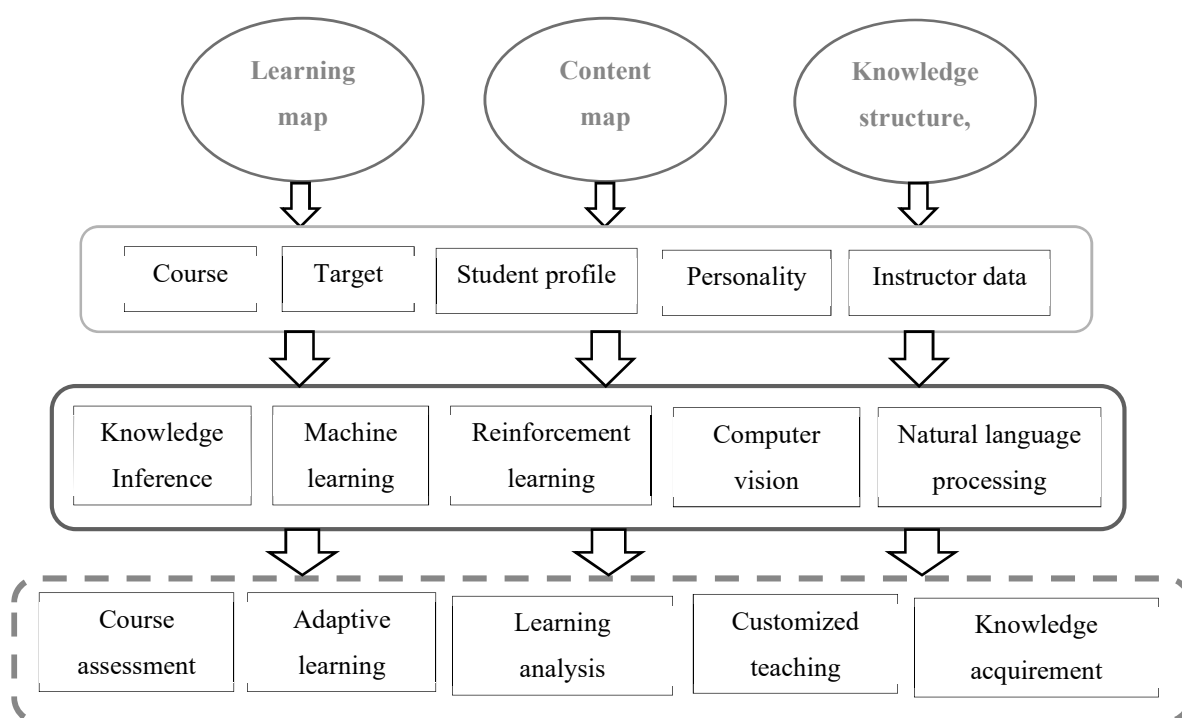 Learning
map
Content
map
Knowledge
structure,
Course
Target
Student profile
Personality
Instructor data
Knowledge
Inference
Machine
learning
Reinforcement
learning
Computer
vision
Natural language
processing
Course
assessment
Adaptive
learning
Learning
analysis
Customized
teaching
Knowledge
acquirement